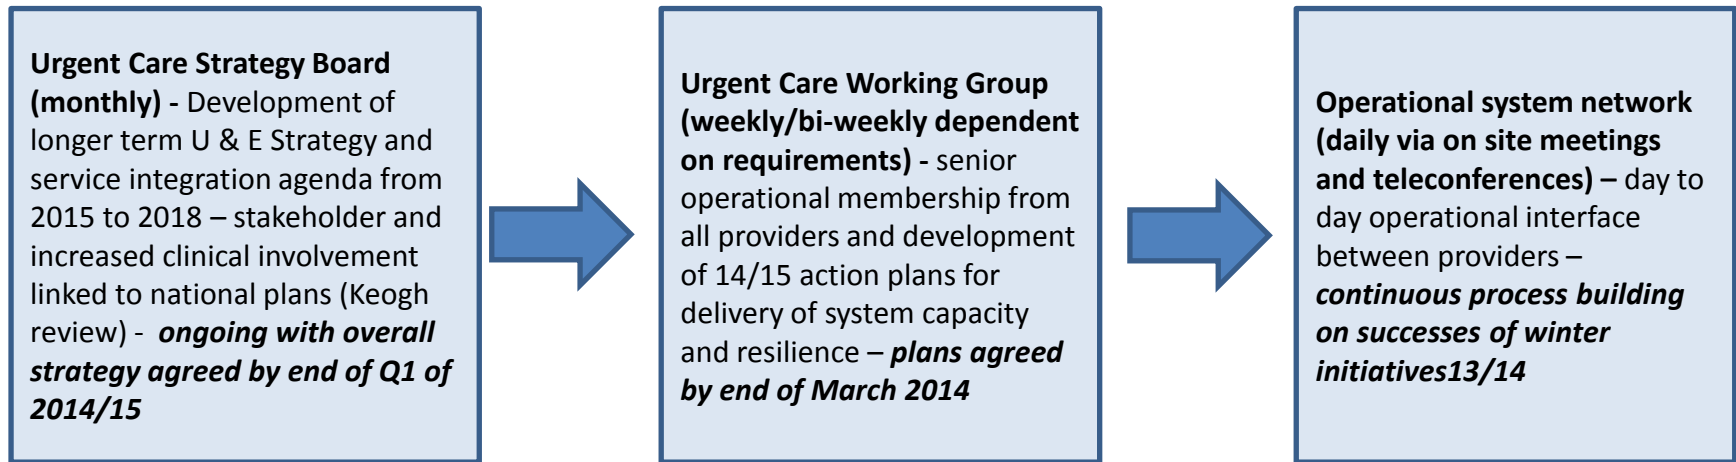 Urgent Care Strategy Board
(monthly) - Development of
longer term U & E Strategy and
service integration agenda from
2015 to 2018 – stakeholder and
increased clinical involvement
linked to national plans (Keogh
review) - ongoing with overall
strategy agreed by end of Q1 of
2014/15
Urgent Care Working Group
(weekly/bi-weekly dependent
on requirements) - senior
operational membership from
all providers and development
of 14/15 action plans for
delivery of system capacity
and resilience – plans agreed
by end of March 2014
Operational system network
(daily via on site meetings
and teleconferences) – day to
day operational interface
between providers –
continuous process building
on successes of winter
initiatives13/14